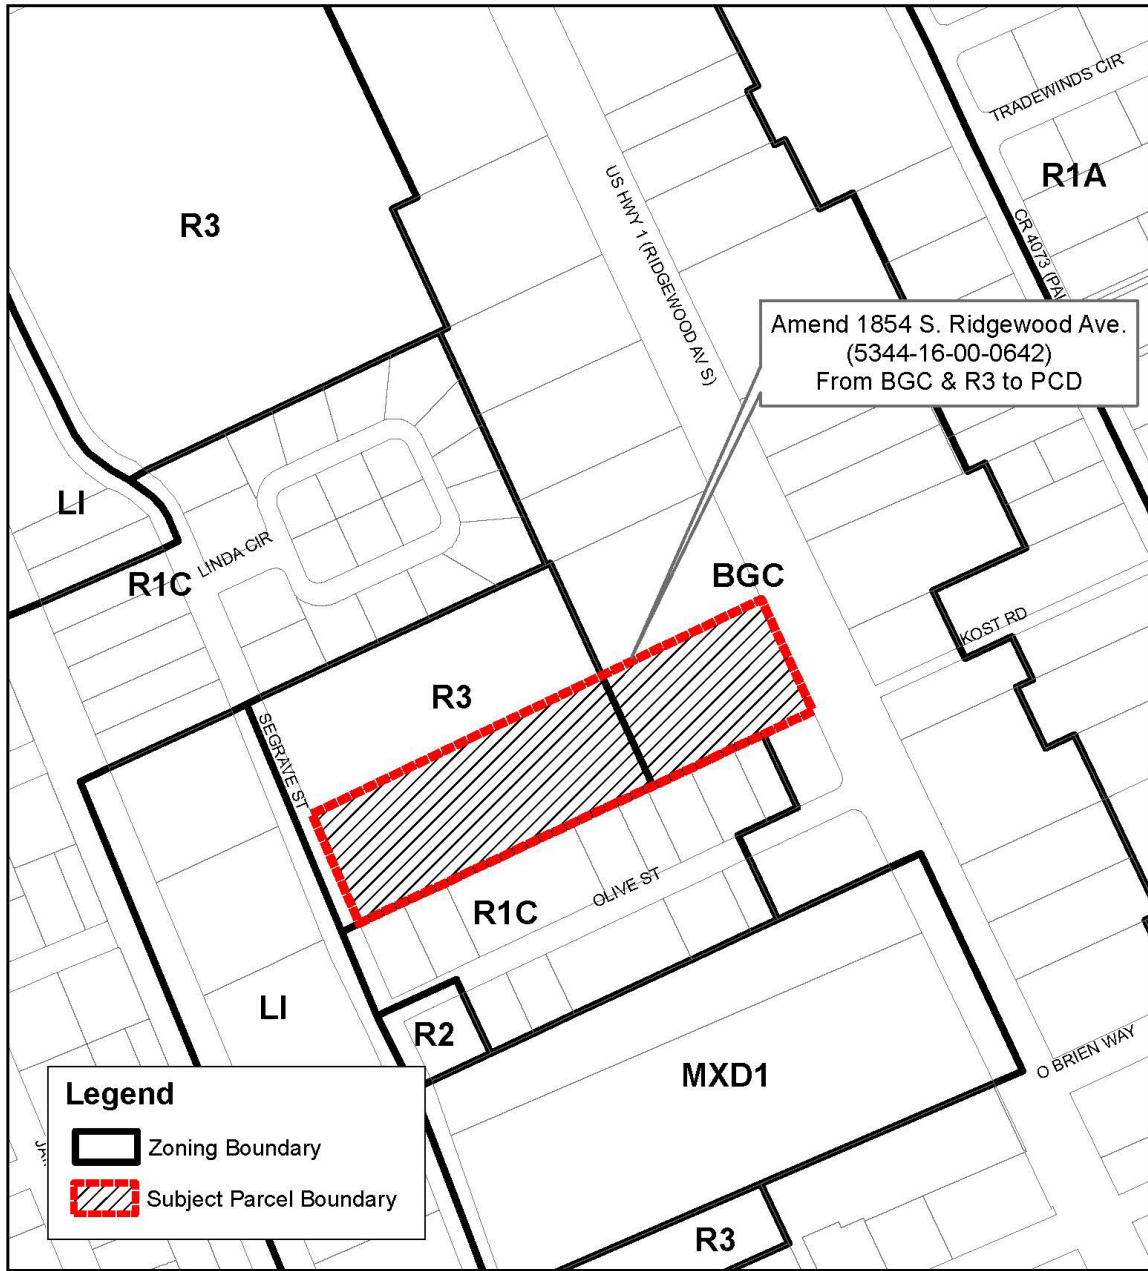 TRADEWINDS CIR
R1A
R3
US HWY 1 (RIDGEWOOD AV S)
CR 4073 (PAL
Amend 1854 S. Ridgewood Ave.
(5344-16-00-0642)
From BGC & R3 to PCD
LI
LINDA CIR
R1C
BGC
KOST RD
R3
SEGRAVE ST
OLIVE ST
R1C
LI
R2
MXD1
O BRIEN WAY
Legend
Zoning Boundary
Subject Parcel Boundary
R3